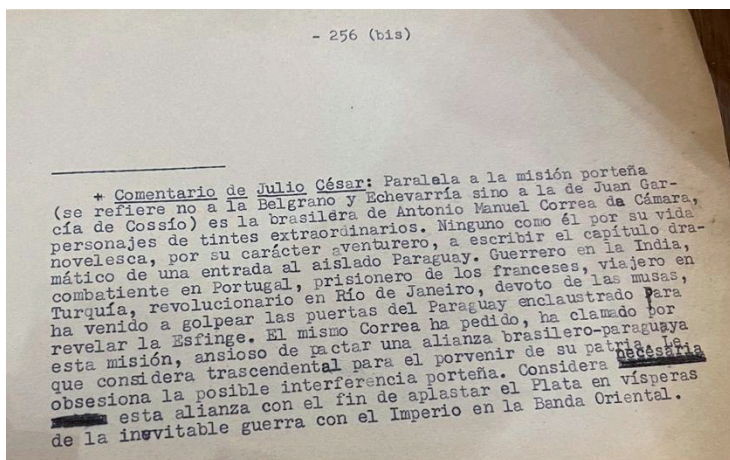 - 256 (bis)
+ Comentario de Julio César: Paralela a la misión porteña
(se refiere no a la Belgrano y Echevarría sino a la de Juan Gar-
cía de Cossío) es la brasilera de Antonio Manuel Correa da Cámara,
personajes de tintes extraordinarios. Ninguno como él por su vida
novelesca, por su carácter aventurero, a escribir el capítulo dra-
mático de una entrada al aislado Paraguay. Guerrero en la India,
combatiente en Portugal, prisionero de los franceses, viajero en
Turquía, revolucionario en Río de Janeiro, devoto de las musas,
ha venido a golpear las puertas del Paraguay enclaustrado para
revelar la Esfinge. El mismo Correa ha pedido, ha clamado por
esta misión, ansioso de pactar una alianza brasilero-paraguaya
que considera trascendental para el porvenir de su patria. Le
obsesiona la posible interferencia porteña. Considera necesaria
esta alianza con el fin de aplastar el Plata en vísperas
de la inevitable guerra con el Imperio en la Banda Oriental.